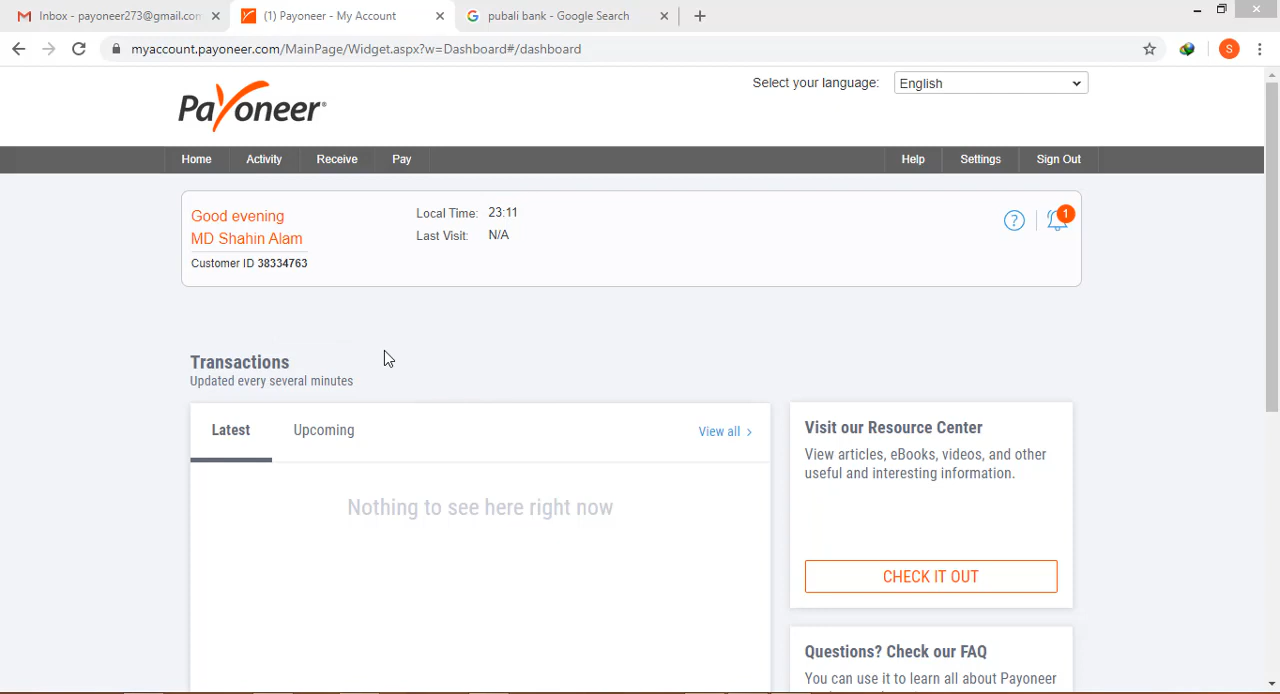 Inbox - payoneer273@gmail.con
(1) Payoneer - My Account
pubali bank - Google Search
myaccount.payoneer.com/MainPage/Widget.aspx?w=Dashboard#/dashboard
S
Select your language: English
Payoneer
Home Activity Receive Pay Help Settings Sign Out
Good evening
MD Shahin Alam
Customer ID 38334763
Local Time: 23:11
Last Visit: N/A
?
1
Transactions
Updated every several minutes
Latest Upcoming View all >
Nothing to see here right now
Visit our Resource Center
View articles, eBooks, videos, and other
useful and interesting information.
CHECK IT OUT
Questions? Check our FAQ
You can use it to learn all about Payoneer